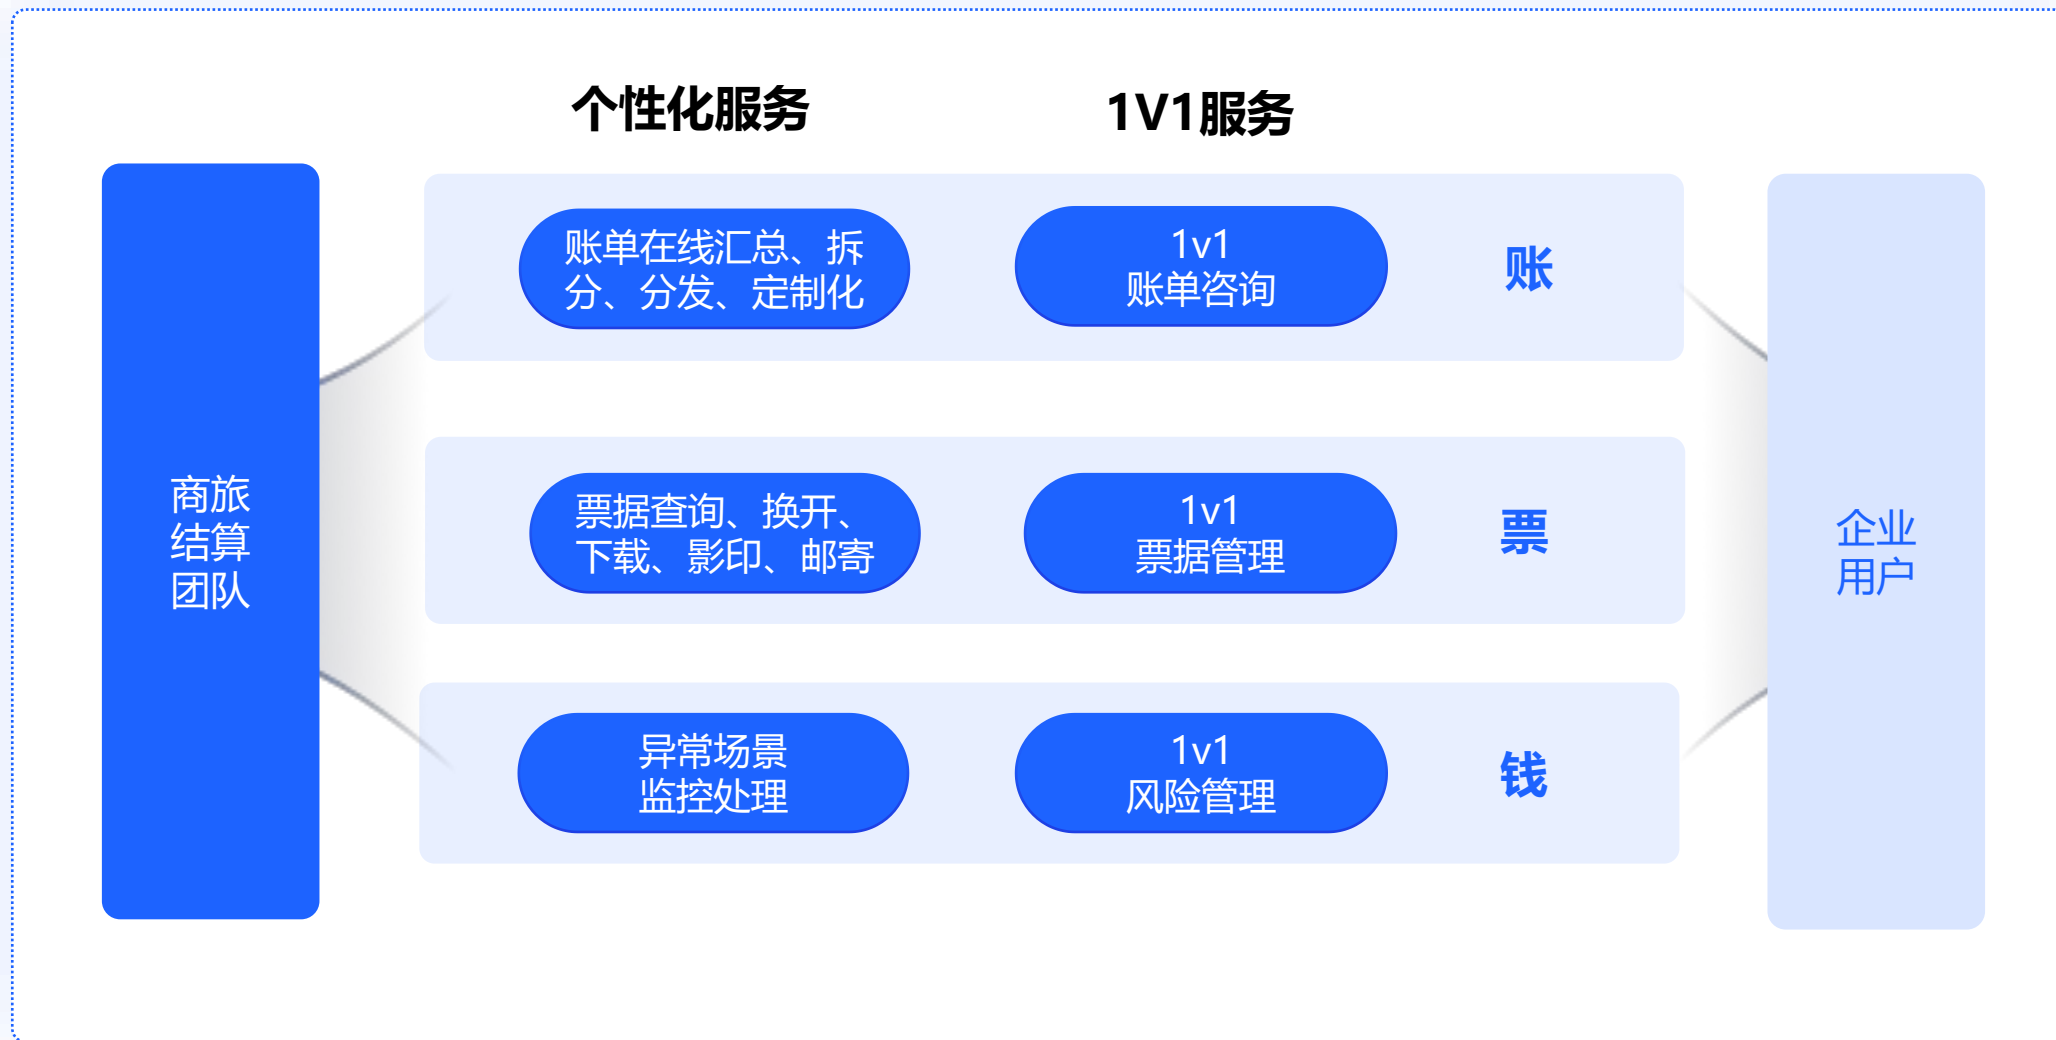 个性化服务
1V1服务
商旅
结算
团队
账单在线汇总、拆
分、分发、定制化
1v1
账单咨询
账
票据查询、换开、
下载、影印、邮寄
1v1
票据管理
票
异常场景
监控处理
1v1
风险管理
钱
企业
用户